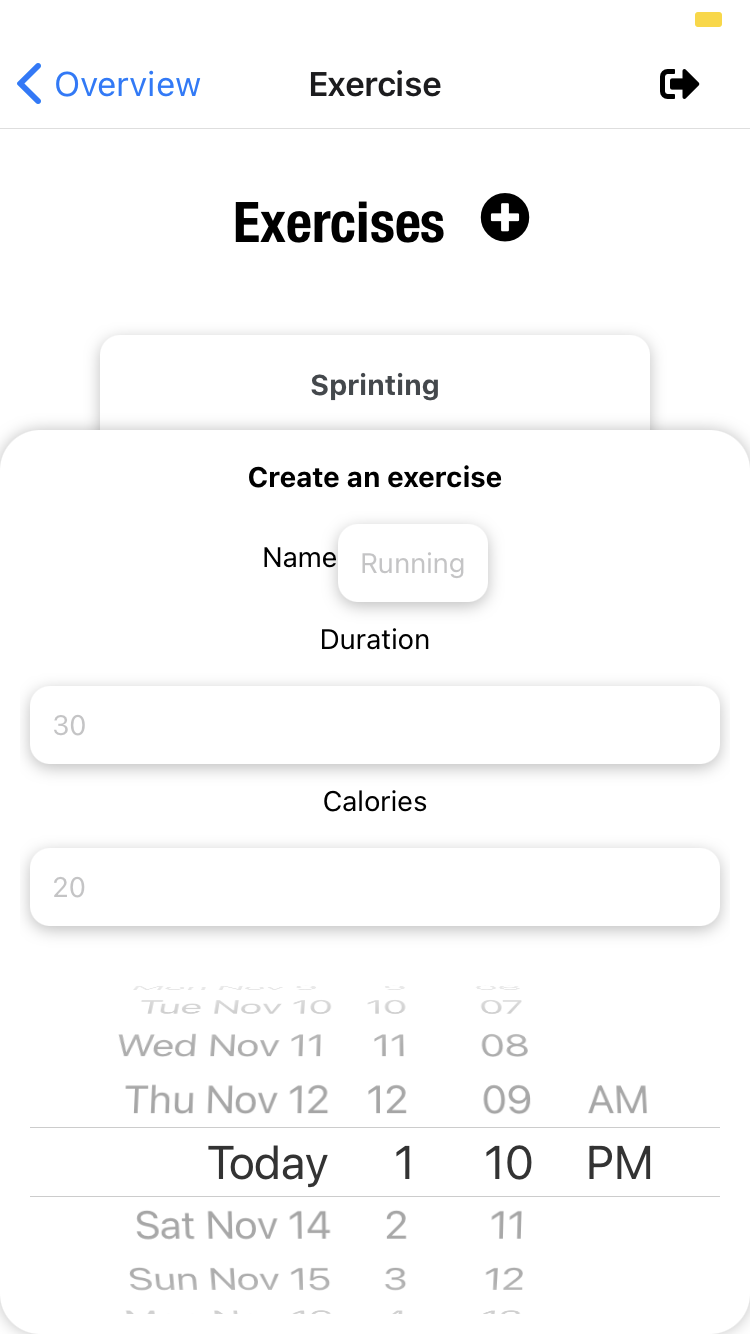 Overview Exercise
Exercises
Sprinting
Create an exercise
Name Running
Duration
30
Calories
20
Tue Nov 10 10 07
Wed Nov 11 11 08
Thu Nov 12 12 09 AM
Today 1 10 PM
Sat Nov 14 2 11
Sun Nov 15 3 12